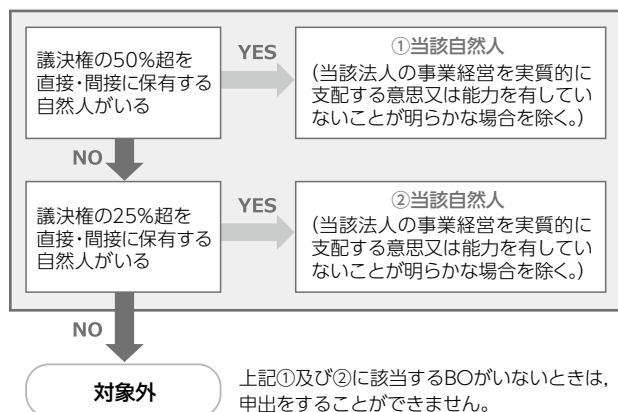 議決権の50%超を
直接・間接に保有する
自然人がいる
YES
①当該自然人
（当該法人の事業経営を実質的に
支配する意思又は能力を有してい
ないことが明らかな場合を除く。）
NO
議決権の25%超を
直接・間接に保有する
自然人がいる
YES
②当該自然人
（当該法人の事業経営を実質的に
支配する意思又は能力を有してい
ないことが明らかな場合を除く。）
NO
対象外
上記①及び②に該当するBOがいないときは，
申出をすることができません。